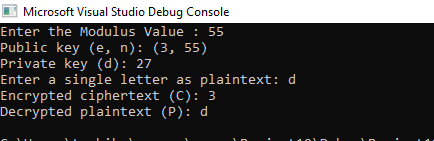 Microsoft Visual Studio Debug Console
Enter the Modulus Value : 55
Public key (e, n): (3, 55)
Private key (d): 27
Enter a single letter as plaintext: d
Encrypted ciphertext (C): 3
Decrypted plaintext (P): d